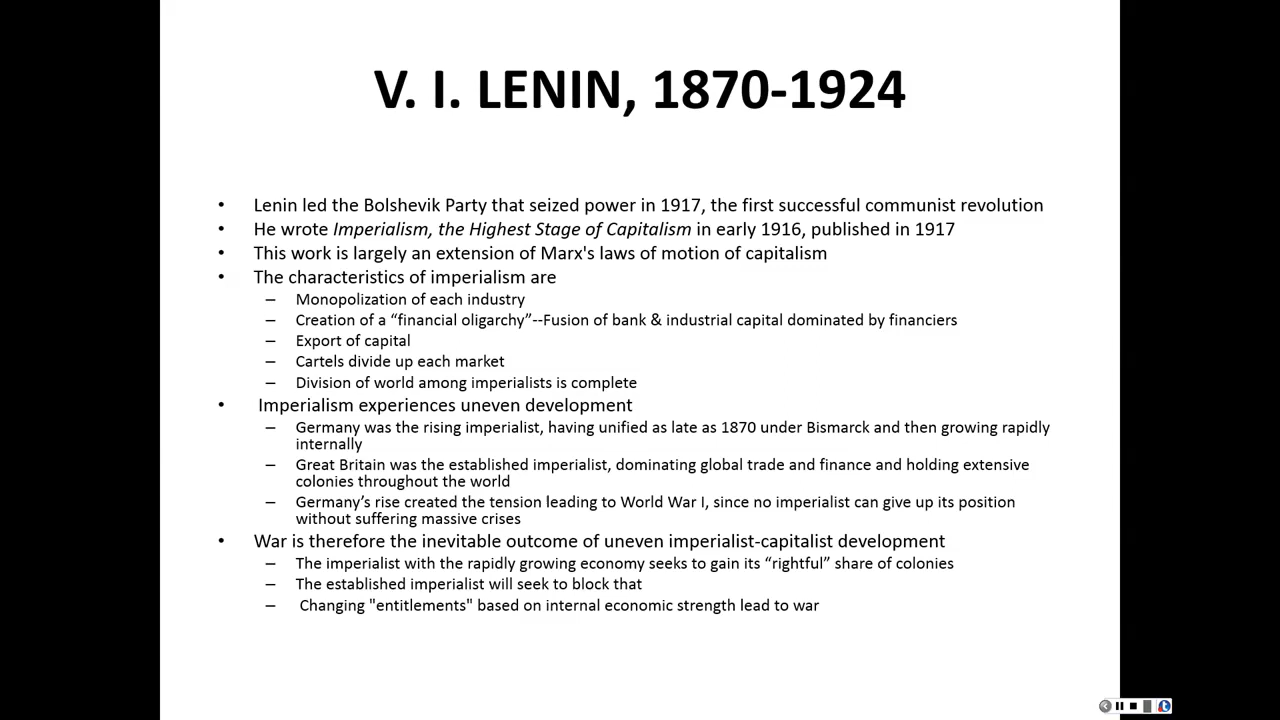 V. I. LENIN, 1870-1924
• Lenin led the Bolshevik Party that seized power in 1917, the first successful communist revolution
• He wrote Imperialism, the Highest Stage of Capitalism in early 1916, published in 1917
• This work is largely an extension of Marx's laws of motion of capitalism
• The characteristics of imperialism are
– Monopolization of each industry
– Creation of a “financial oligarchy”--Fusion of bank & industrial capital dominated by financiers
– Export of capital
– Cartels divide up each market
– Division of world among imperialists is complete
• Imperialism experiences uneven development
– Germany was the rising imperialist, having unified as late as 1870 under Bismarck and then growing rapidly
internally
– Great Britain was the established imperialist, dominating global trade and finance and holding extensive
colonies throughout the world
– Germany’s rise created the tension leading to World War I, since no imperialist can give up its position
without suffering massive crises
• War is therefore the inevitable outcome of uneven imperialist-capitalist development
– The imperialist with the rapidly growing economy seeks to gain its “rightful” share of colonies
– The established imperialist will seek to block that
– Changing "entitlements" based on internal economic strength lead to war